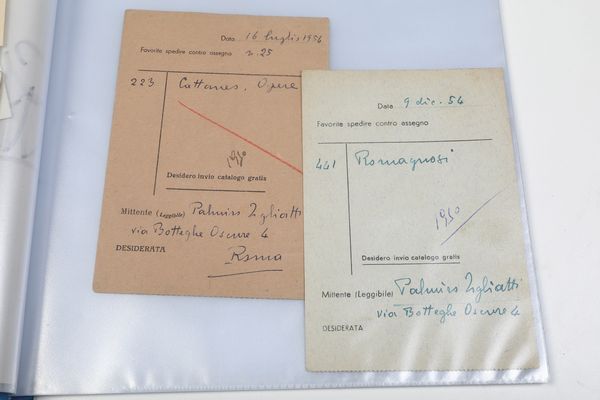 Data 16 luglio 1956
Favorite spedire contro assegno n. 25
223 Cattaneo. Opere
Desidero invio catalogo gratis
Mittente (Leggibile) Palmiro Togliatti
via Botteghe Oscure 4
DESIDERATA
Roma
Data 9 dic. 54
Favorite spedire contro assegno
441 Romagnosi
1950
Desidero invio catalogo gratis
Mittente (Leggibile) Palmiro Togliatti
via Botteghe Oscure 4
DESIDERATA